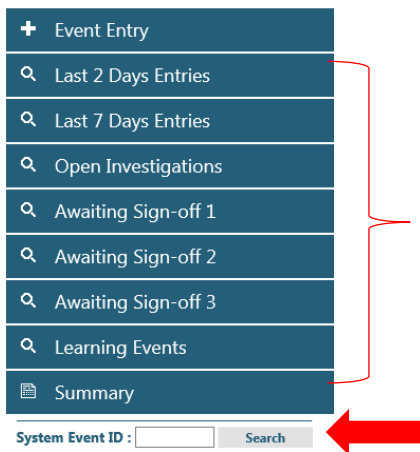 Event Entry
Last 2 Days Entries
Last 7 Days Entries
Open Investigations
Awaiting Sign-off 1
Awaiting Sign-off 2
Awaiting Sign-off 3
Learning Events
Summary
System Event ID : Search